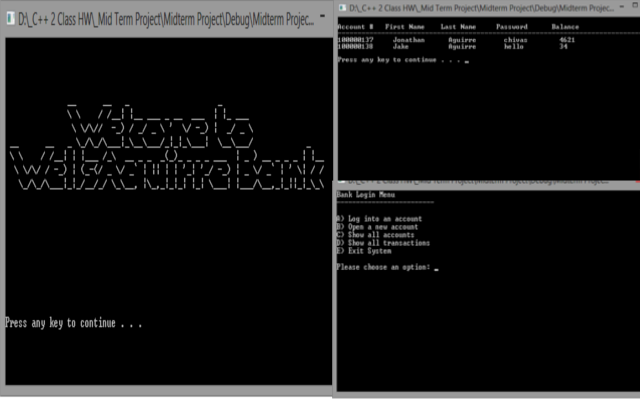 D:\_C++ 2 Class HW\_Mid Term Project\Midterm Project\Debug\Midterm Projec...
Welcome to
WellsAguirre Bank
Press any key to continue . . .
D:\_C++ 2 Class HW\_Mid Term Project\Midterm Project\Debug\Midterm Projec...
Account # First Name Last Name Password Balance
100000137 Jonathan Aguirre chivas 4621
100000138 Jake Aguirre hello 34
Press any key to continue . . .
D:\_C++ 2 Class HW\_Mid Term Project\Midterm Project\Debug\Midterm Projec...
Bank Login Menu
A) Log into an account
B) Open a new account
C) Show all accounts
D) Show all transactions
E) Exit System
Please choose an option: